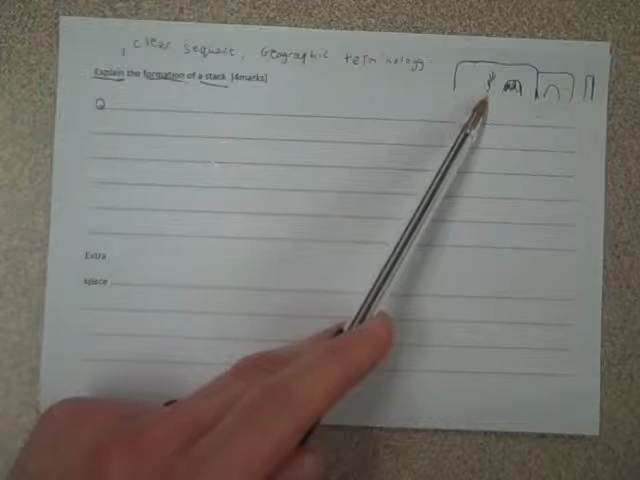 , clear sequence, Geographic terminology.
Explain the formation of a stack [4marks]
Extra
space